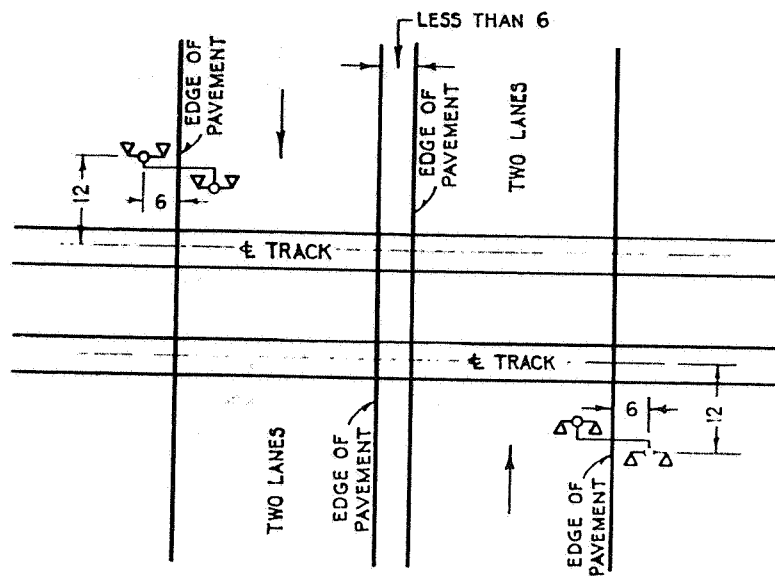 LESS THAN 6
EDGE OF
PAVEMENT
EDGE OF
PAVEMENT
TWO LANES
12
6
℄ TRACK
℄ TRACK
6
12
TWO LANES
EDGE OF
PAVEMENT
EDGE OF
PAVEMENT